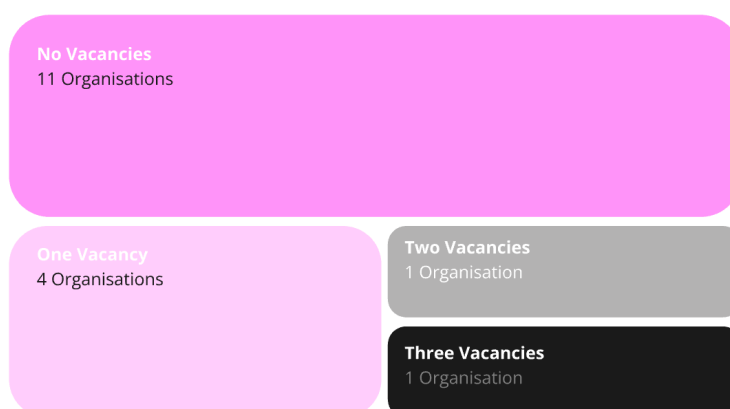 No Vacancies
11 Organisations
One Vacancy
4 Organisations
Two Vacancies
1 Organisation
Three Vacancies
1 Organisation